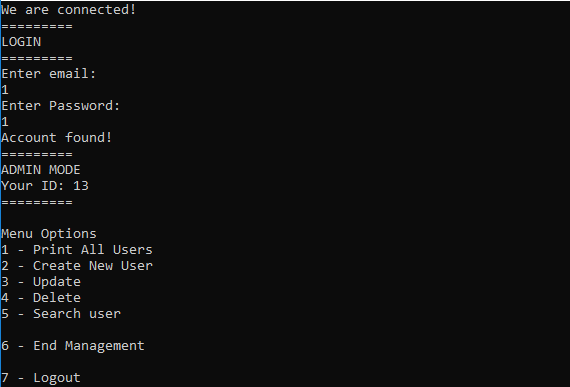 We are connected!
=========
LOGIN
=========
Enter email:
1
Enter Password:
1
Account found!
=========
ADMIN MODE
Your ID: 13
=========
Menu Options
1 - Print All Users
2 - Create New User
3 - Update
4 - Delete
5 - Search user
6 - End Management
7 - Logout